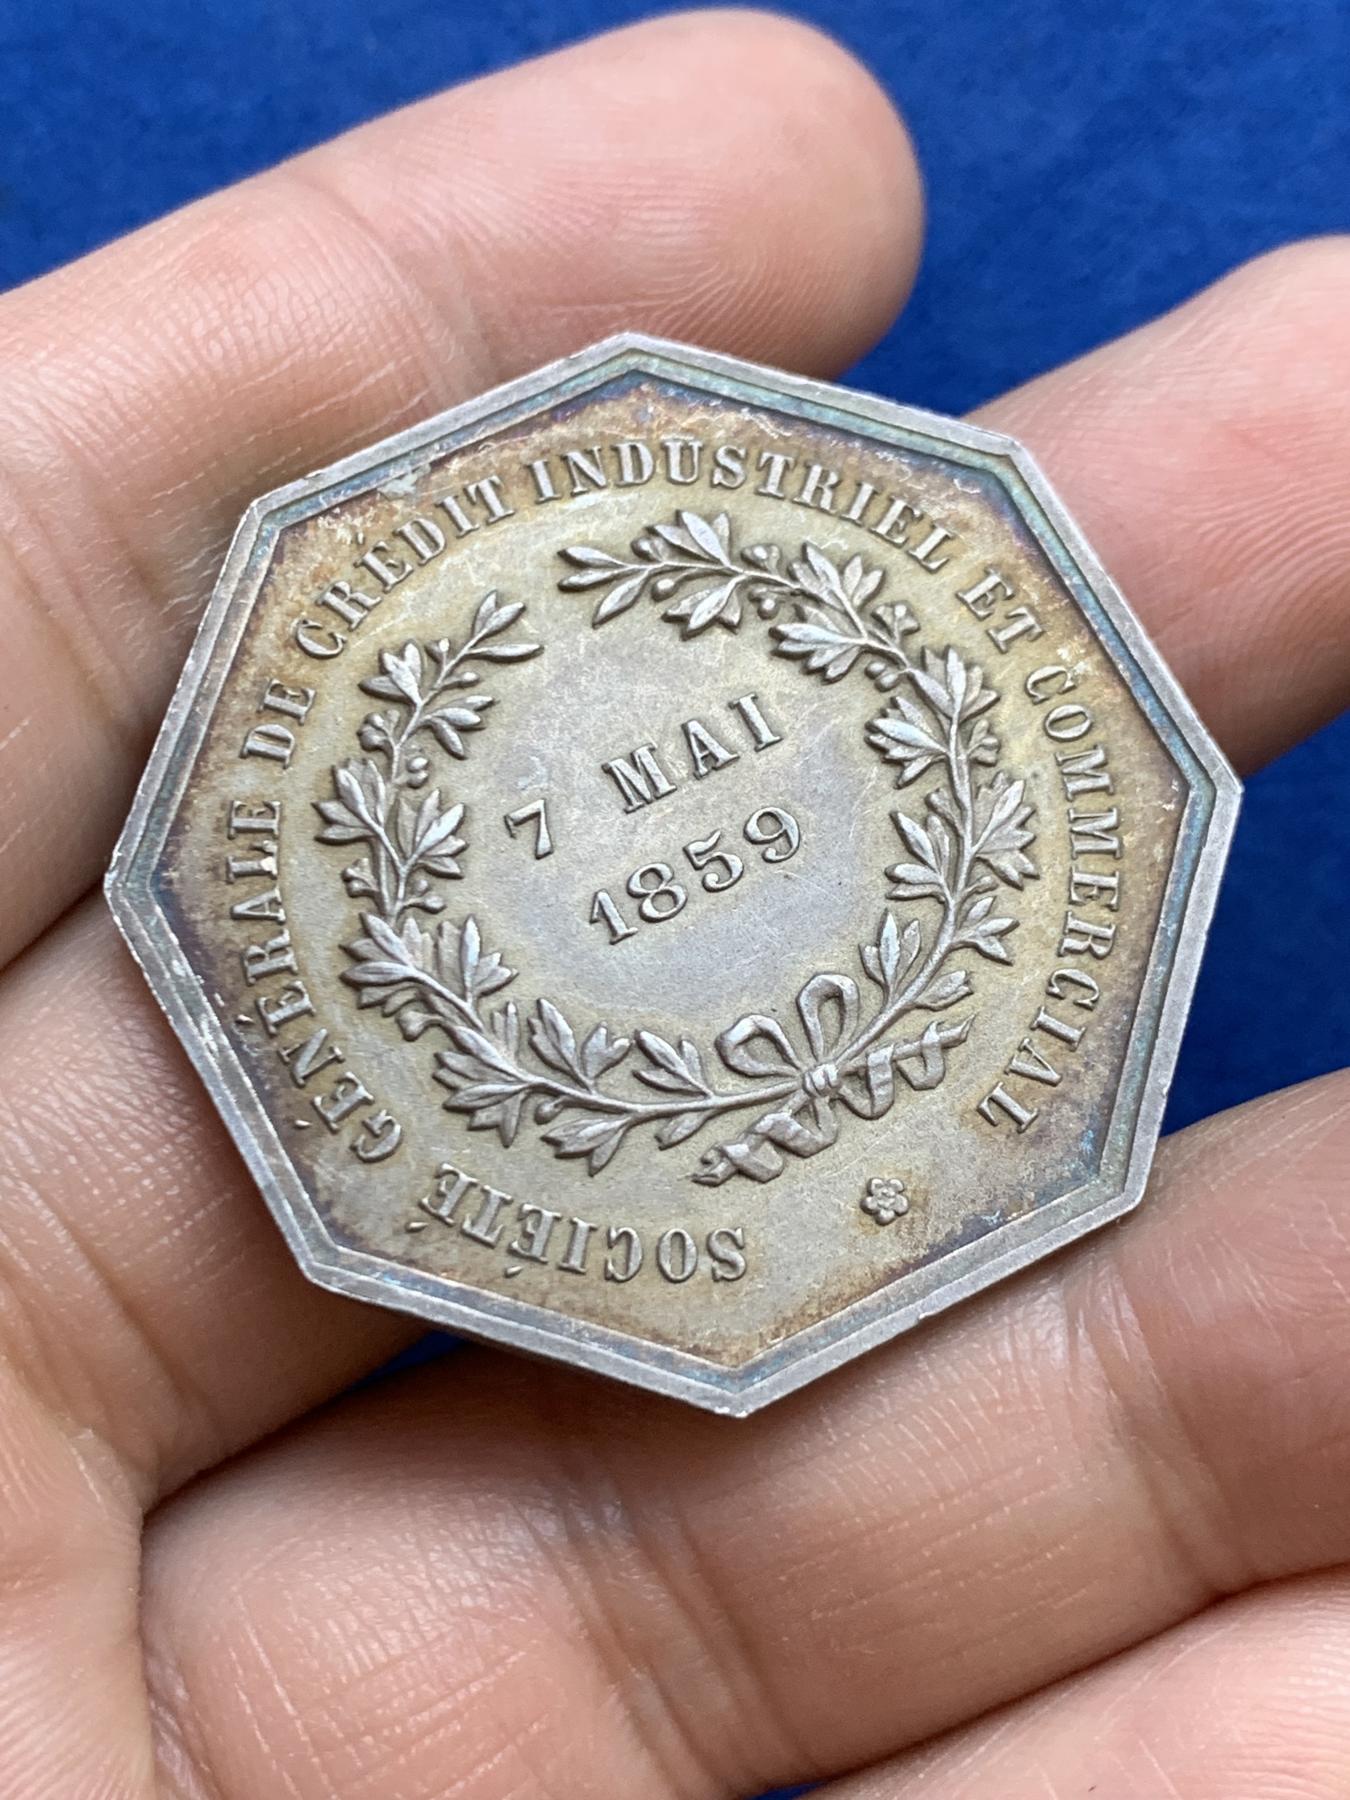 SOCIÉTÉ GÉNÉRALE DE CRÉDIT INDUSTRIEL ET COMMERCIAL
7 MAI
1859